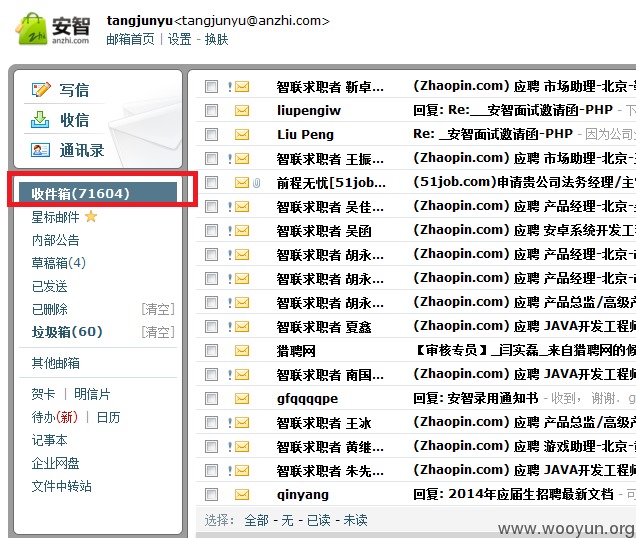 安智
anzhi.com
tangjunyu<tangjunyu@anzhi.com>
邮箱首页 | 设置 - 换肤
写信
收信
通讯录
收件箱(71604)
星标邮件
内部公告
草稿箱(4)
已发送
已删除 [清空]
垃圾箱(60) [清空]
其他邮箱
贺卡 | 明信片
待办(新) | 日历
记事本
企业网盘
文件中转站
智联求职者 靳卓... (Zhaopin.com) 应聘 市场助理-北京-
liupengiw 回复: Re:___安智面试邀请函-PHP - 下
Liu Peng Re: _安智面试邀请函-PHP - 因为公司
智联求职者 王振... (Zhaopin.com) 应聘 市场助理-北京-
前程无忧[51job... (51job.com)申请贵公司法务经理/主
智联求职者 吴佳... (Zhaopin.com) 应聘 产品经理-北京-
智联求职者 吴函 (Zhaopin.com) 应聘 安卓系统开发工
智联求职者 胡永... (Zhaopin.com) 应聘 产品经理-北京-
智联求职者 胡永... (Zhaopin.com) 应聘 产品经理-北京-
智联求职者 胡永... (Zhaopin.com) 应聘 产品总监/高级产
智联求职者 夏鑫 (Zhaopin.com) 应聘 JAVA开发工程师
猎聘网 【审核专员】_闫实磊_来自猎聘网的候
智联求职者 南国... (Zhaopin.com) 应聘 JAVA开发工程师
gfqqqqpe 回复: 安智录用通知书 - 收到，谢谢. g
智联求职者 王冰 (Zhaopin.com) 应聘 产品总监/高级产
智联求职者 黄继... (Zhaopin.com) 应聘 游戏助理-北京-
智联求职者 朱先... (Zhaopin.com) 应聘 JAVA开发工程师
qinyang 回复: 2014年应届生招聘最新文档 - 可
选择： 全部 - 无 - 已读 - 未读
www.wooyun.org